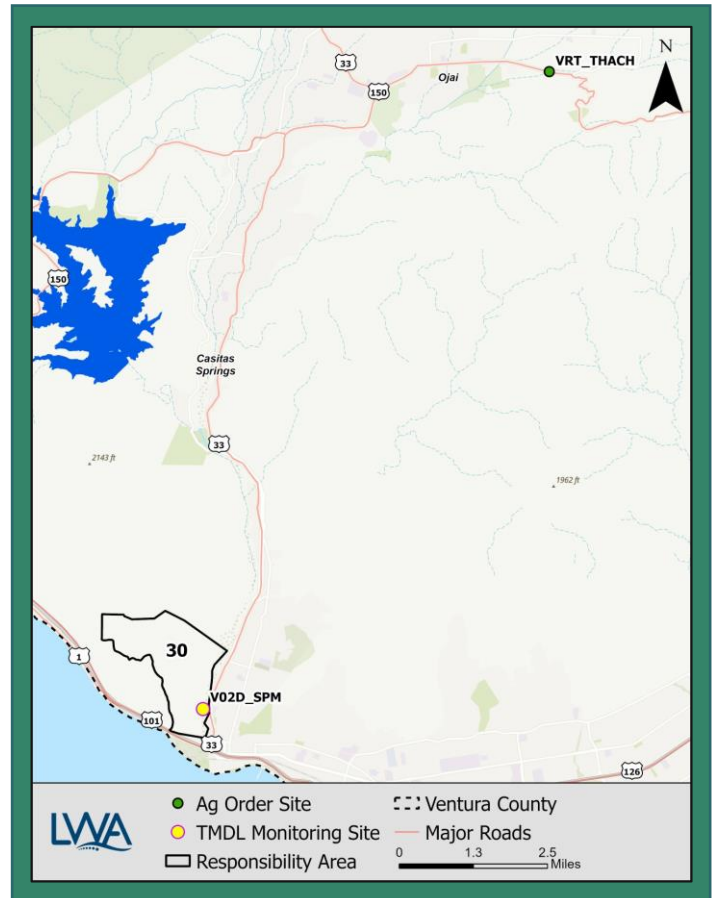 VRT_THACH
N
33
Ojai
150
150
Casitas
Springs
33
2143 ft
1962 ft
30
1
V02D_SPM
101
33
126
LWA
Ag Order Site
TMDL Monitoring Site
Responsibility Area
Ventura County
Major Roads
0 1.3 2.5
Miles